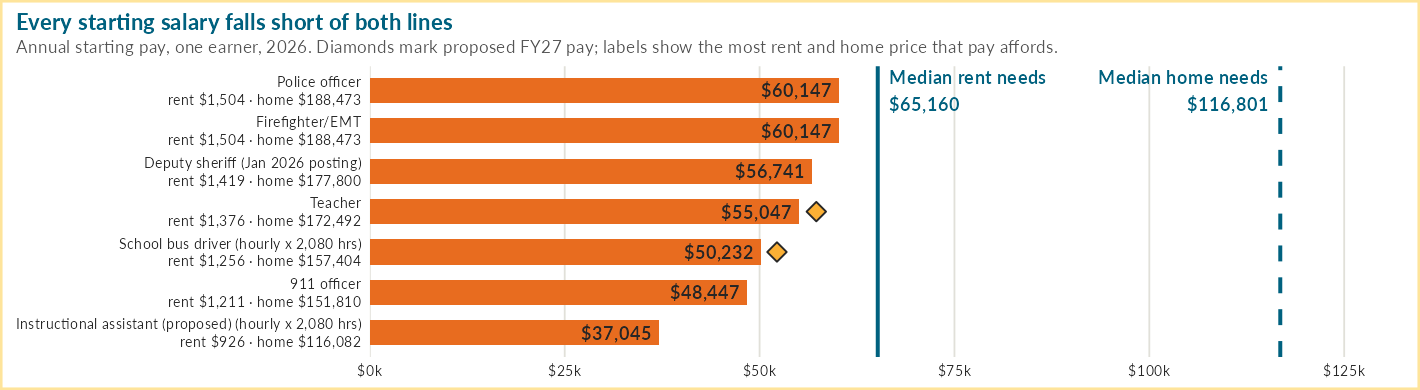 Every starting salary falls short of both lines
Annual starting pay, one earner, 2026. Diamonds mark proposed FY27 pay; labels show the most rent and home price that pay affords.
Median rent needs
$65,160
Median home needs
$116,801
Police officer
rent $1,504 · home $188,473
$60,147
Firefighter/EMT
rent $1,504 · home $188,473
$60,147
Deputy sheriff (Jan 2026 posting)
rent $1,419 · home $177,800
$56,741
Teacher
rent $1,376 · home $172,492
$55,047
School bus driver (hourly x 2,080 hrs)
rent $1,256 · home $157,404
$50,232
911 officer
rent $1,211 · home $151,810
$48,447
Instructional assistant (proposed) (hourly x 2,080 hrs)
rent $926 · home $116,082
$37,045
$0k $25k $50k $75k $100k $125k